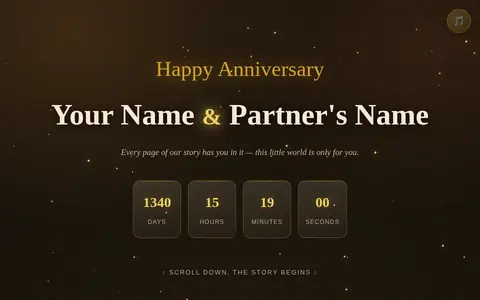 Happy Anniversary
Your Name & Partner's Name
Every page of our story has you in it — this little world is only for you.
1340 15 19 00
DAYS HOURS MINUTES SECONDS
↓ SCROLL DOWN, THE STORY BEGINS ↓